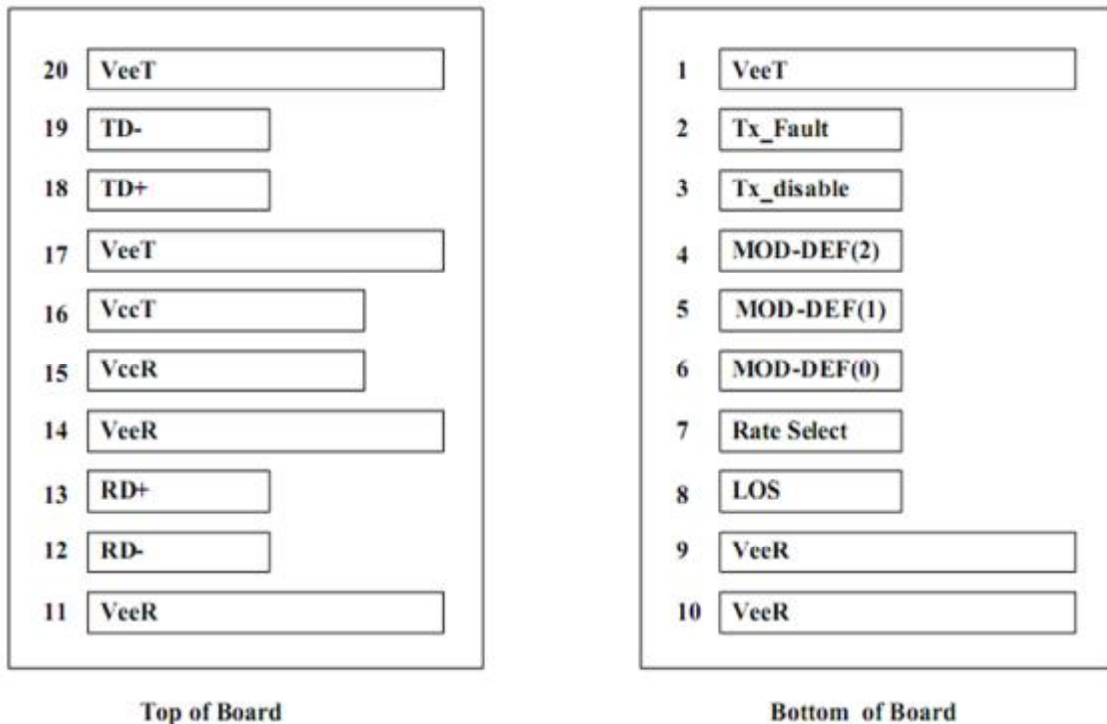 20 VeeT
19 TD-
18 TD+
17 VeeT
16 VccT
15 VccR
14 VeeR
13 RD+
12 RD-
11 VeeR
Top of Board
1 VeeT
2 Tx_Fault
3 Tx_disable
4 MOD-DEF(2)
5 MOD-DEF(1)
6 MOD-DEF(0)
7 Rate Select
8 LOS
9 VeeR
10 VeeR
Bottom of Board